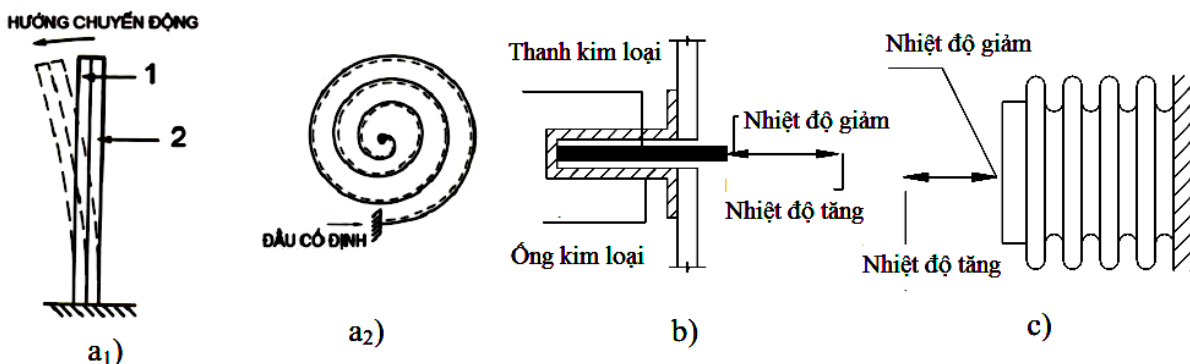 HƯỚNG CHUYỂN ĐỘNG
1
2
a₁)
ĐẦU CỐ ĐỊNH
a₂)
Thanh kim loại
Nhiệt độ giảm
Nhiệt độ tăng
Ống kim loại
b)
Nhiệt độ giảm
Nhiệt độ tăng
c)